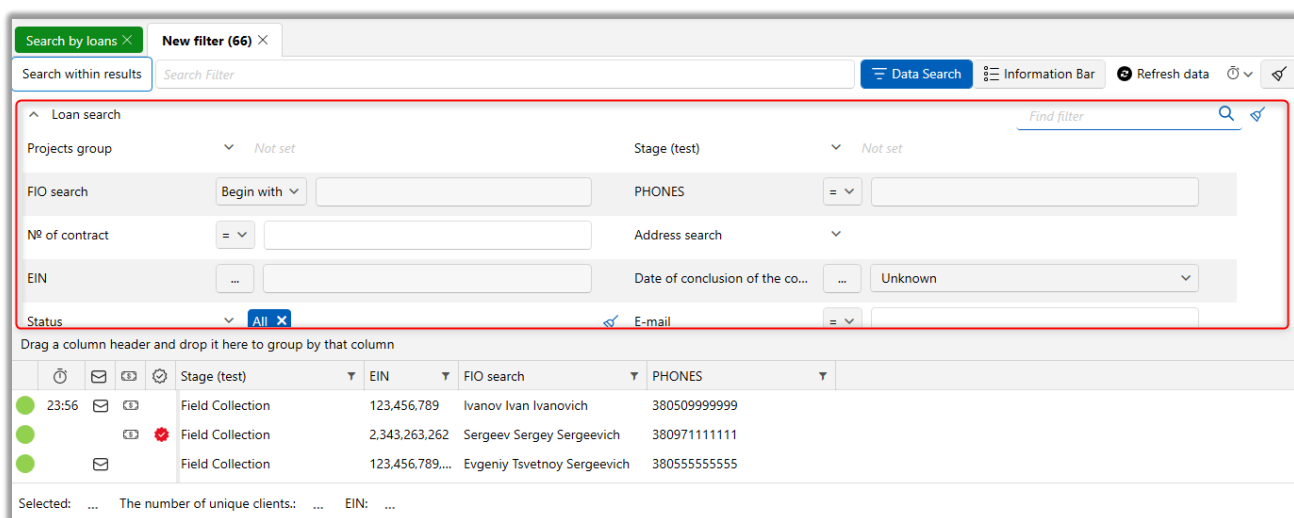 Search by loans New filter (66)
Search within results Search Filter Data Search Information Bar Refresh data
Loan search Find filter
Projects group Not set Stage (test) Not set
FIO search Begin with PHONES =
№ of contract = Address search
EIN ... Date of conclusion of the co... ... Unknown
Status All E-mail =
Drag a column header and drop it here to group by that column
Stage (test) EIN FIO search PHONES
23:56 Field Collection 123,456,789 Ivanov Ivan Ivanovich 380509999999
Field Collection 2,343,263,262 Sergeev Sergey Sergeevich 380971111111
Field Collection 123,456,789,... Evgeniy Tsvetnoy Sergeevich 380555555555
Selected: ... The number of unique clients.: ... EIN: ...